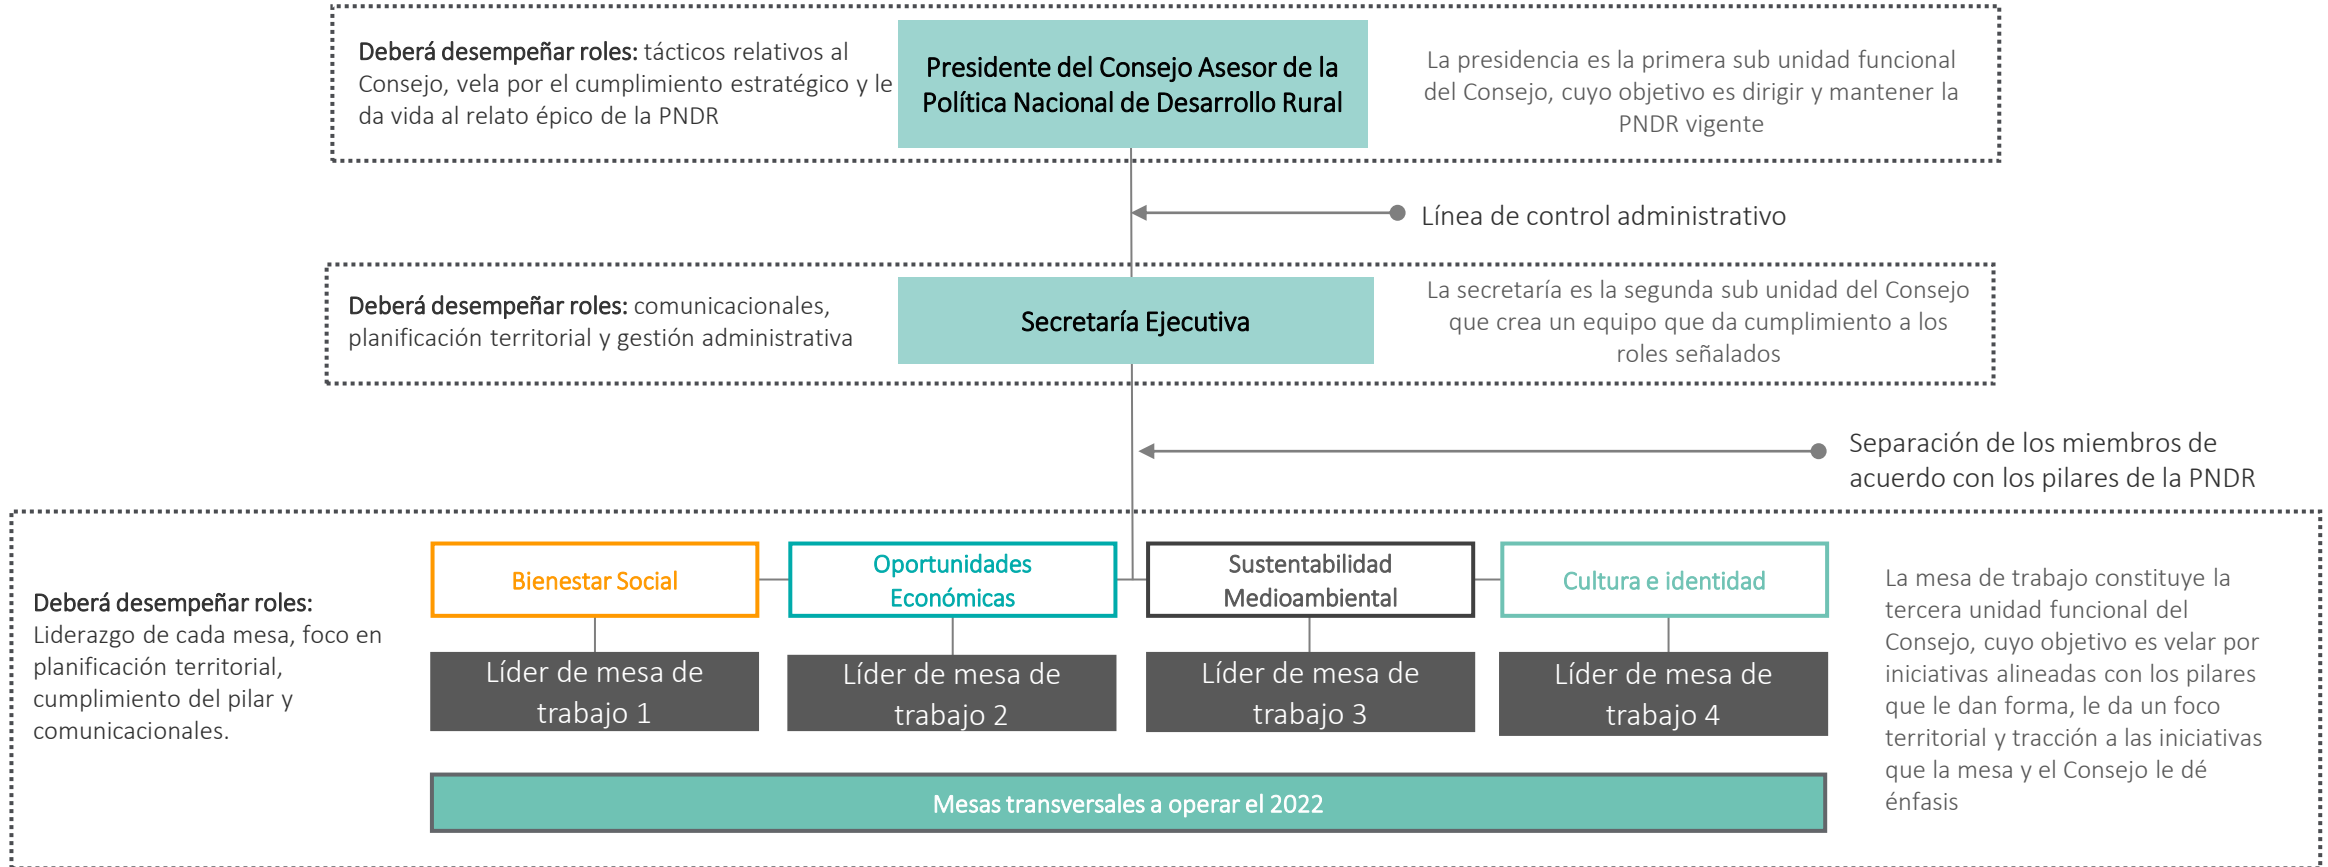 Deberá desempeñar roles: tácticos relativos al
Consejo, vela por el cumplimiento estratégico y le
da vida al relato épico de la PNDR
Presidente del Consejo Asesor de la
Política Nacional de Desarrollo Rural
La presidencia es la primera sub unidad funcional
del Consejo, cuyo objetivo es dirigir y mantener la
PNDR vigente
Línea de control administrativo
Deberá desempeñar roles: comunicacionales,
planificación territorial y gestión administrativa
Secretaría Ejecutiva
La secretaría es la segunda sub unidad del Consejo
que crea un equipo que da cumplimiento a los
roles señalados
Separación de los miembros de
acuerdo con los pilares de la PNDR
Deberá desempeñar roles:
Liderazgo de cada mesa, foco en
planificación territorial,
cumplimiento del pilar y
comunicacionales.
Bienestar Social
Oportunidades
Económicas
Sustentabilidad
Medioambiental
Cultura e identidad
Líder de mesa de
trabajo 1
Líder de mesa de
trabajo 2
Líder de mesa de
trabajo 3
Líder de mesa de
trabajo 4
Mesas transversales a operar el 2022
La mesa de trabajo constituye la
tercera unidad funcional del
Consejo, cuyo objetivo es velar por
iniciativas alineadas con los pilares
que le dan forma, le da un foco
territorial y tracción a las iniciativas
que la mesa y el Consejo le dé
énfasis